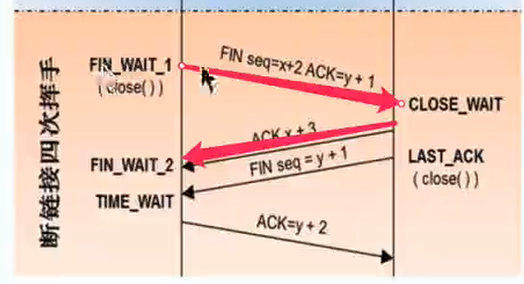 断链接四次挥手
FIN_WAIT_1
( close( ) )
FIN seq=x+2 ACK=y + 1
CLOSE_WAIT
ACK x + 3
FIN_WAIT_2
FIN seq = y + 1
LAST_ACK
( close( ) )
TIME_WAIT
ACK=y + 2